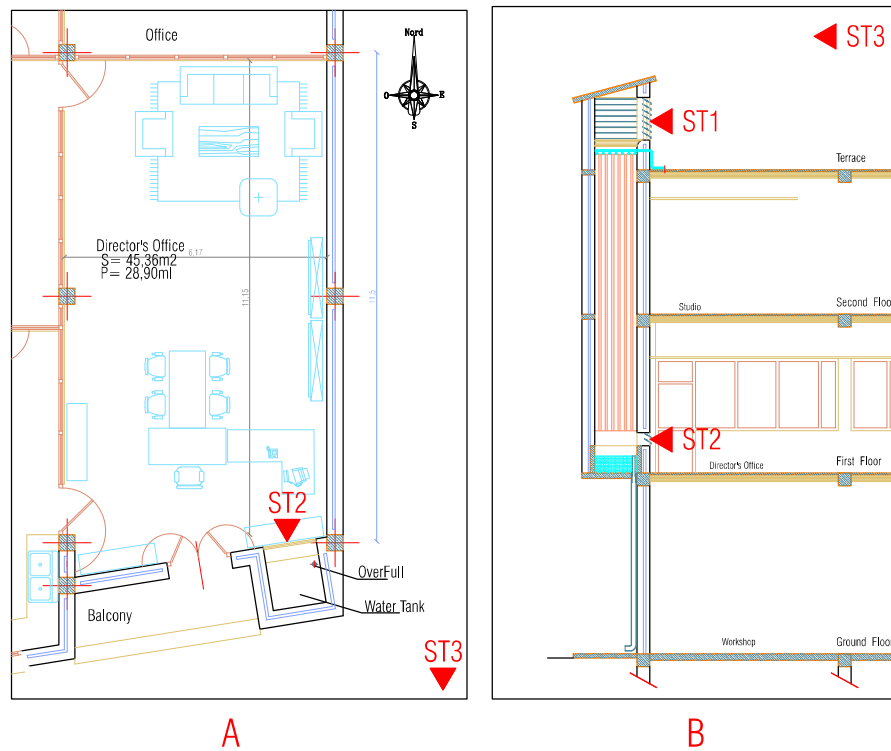 Office
Nord
O
E
S
Director's Office
S= 45,36m2
P= 28,90ml
6,17
11,15
11,5
ST2
OverFull
Water Tank
Balcony
ST3
A
ST3
ST1
Terrace
Studio
Second Floor
ST2
Director's Office
First Floor
Workshop
Ground Floor
B